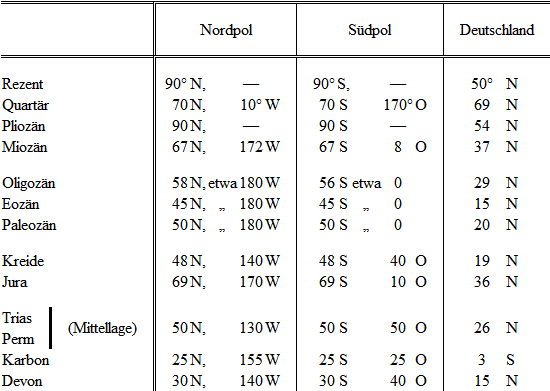 Nordpol Südpol Deutschland
Rezent 90° N, — 90° S, — 50° N
Quartär 70 N, 10° W 70 S 170° O 69 N
Pliozän 90 N, — 90 S — 54 N
Miozän 67 N, 172 W 67 S 8 O 37 N
Oligozän 58 N, etwa 180 W 56 S etwa 0 29 N
Eozän 45 N, „ 180 W 45 S „ 0 15 N
Paleozän 50 N, „ 180 W 50 S „ 0 20 N
Kreide 48 N, 140 W 48 S 40 O 19 N
Jura 69 N, 170 W 69 S 10 O 36 N
Trias
Perm (Mittellage) 50 N, 130 W 50 S 50 O 26 N
Karbon 25 N, 155 W 25 S 25 O 3 S
Devon 30 N, 140 W 30 S 40 O 15 N